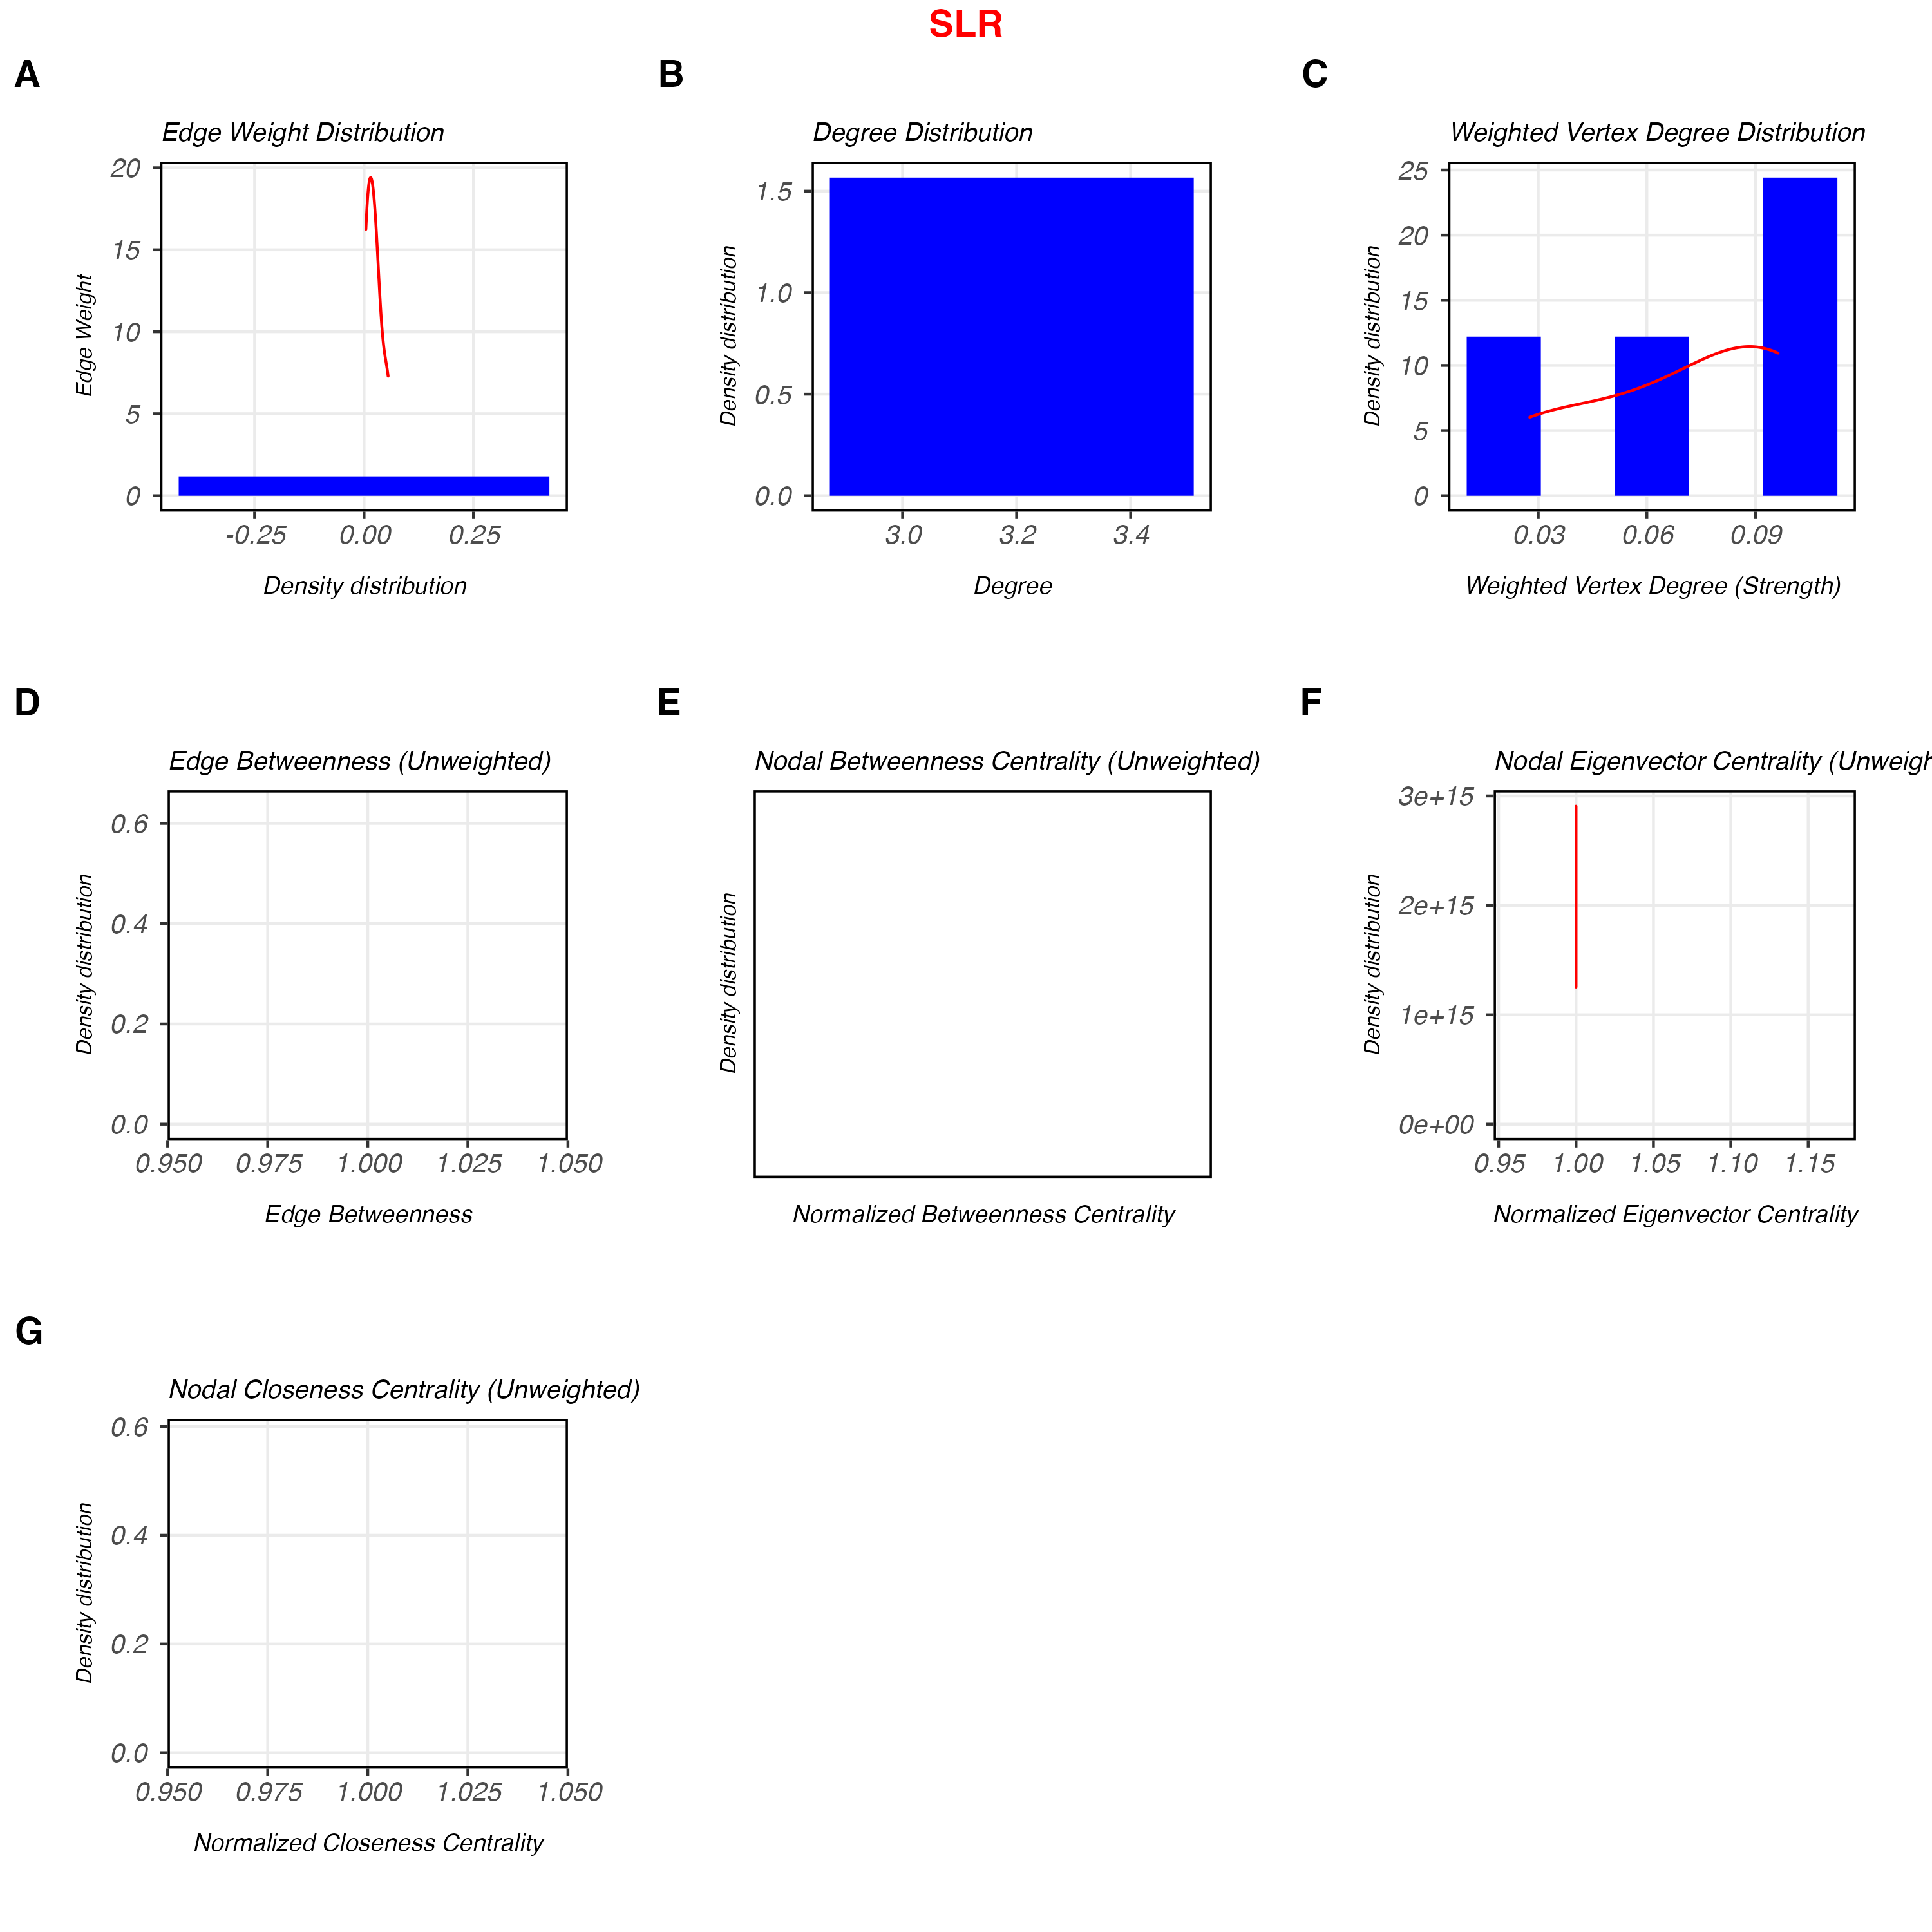 SLR
A
B
C
Edge Weight Distribution
Degree Distribution
Weighted Vertex Degree Distribution
Edge Weight
20
15
10
5
0
-0.25 0.00 0.25
Density distribution
Density distribution
1.5
1.0
0.5
0.0
3.0 3.2 3.4
Degree
Density distribution
25
20
15
10
5
0
0.03 0.06 0.09
Weighted Vertex Degree (Strength)
D
E
F
Edge Betweenness (Unweighted)
Nodal Betweenness Centrality (Unweighted)
Nodal Eigenvector Centrality (Unweigh
Density distribution
0.6
0.4
0.2
0.0
0.950 0.975 1.000 1.025 1.050
Edge Betweenness
Density distribution
Normalized Betweenness Centrality
Density distribution
3e+15
2e+15
1e+15
0e+00
0.95 1.00 1.05 1.10 1.15
Normalized Eigenvector Centrality
G
Nodal Closeness Centrality (Unweighted)
Density distribution
0.6
0.4
0.2
0.0
0.950 0.975 1.000 1.025 1.050
Normalized Closeness Centrality